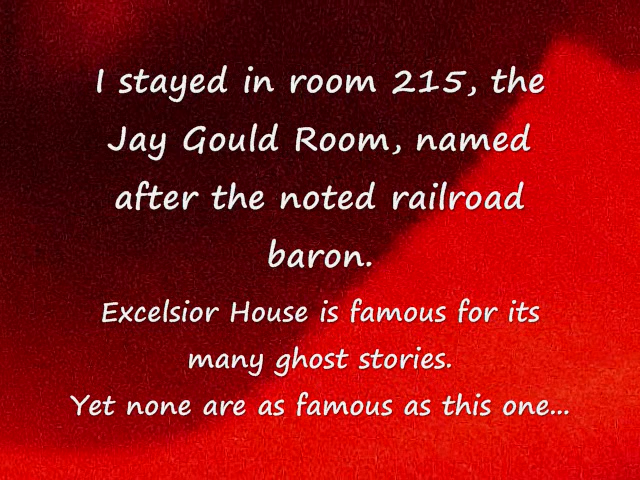 I stayed in room 215, the
Jay Gould Room, named
after the noted railroad
baron.
Excelsior House is famous for its
many ghost stories.
Yet none are as famous as this one...